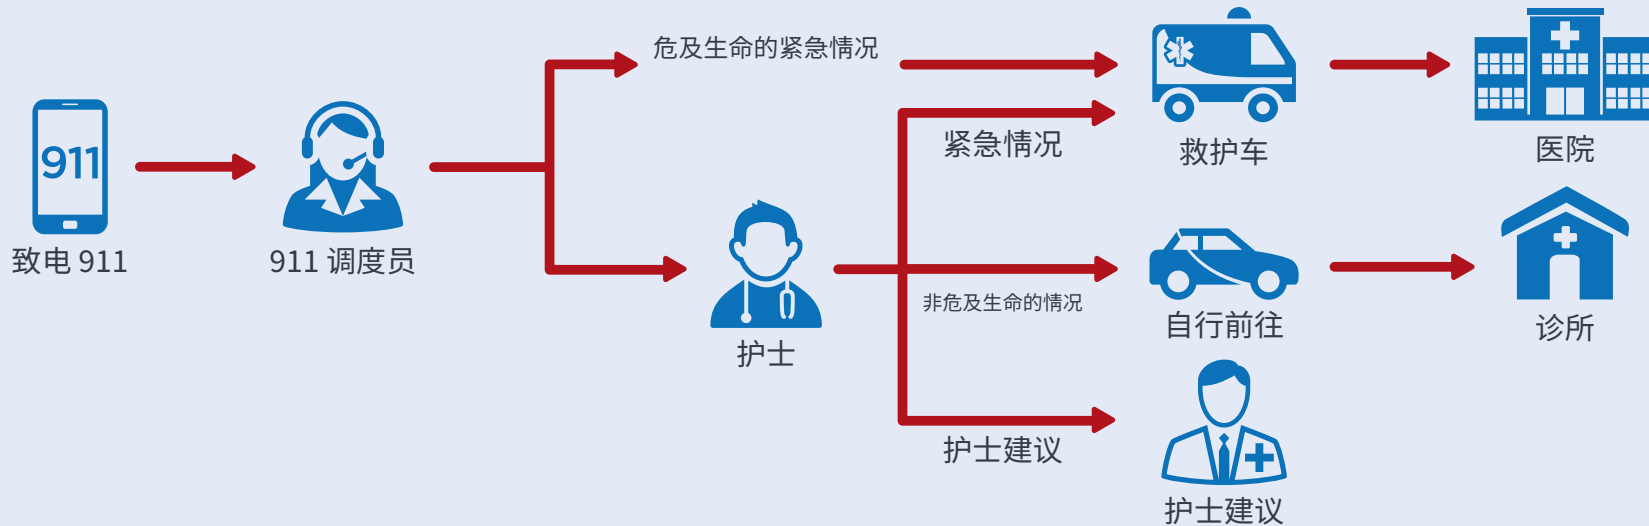 911
致电 911
911 调度员
危及生命的紧急情况
护士
紧急情况
非危及生命的情况
护士建议
救护车
医院
自行前往
诊所
护士建议